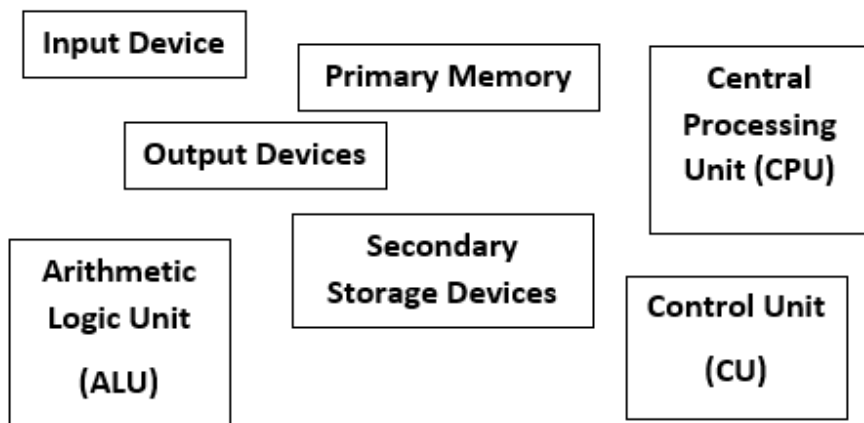 Input Device
Primary Memory
Central
Processing
Unit (CPU)
Output Devices
Secondary
Storage Devices
Arithmetic
Logic Unit
(ALU)
Control Unit
(CU)